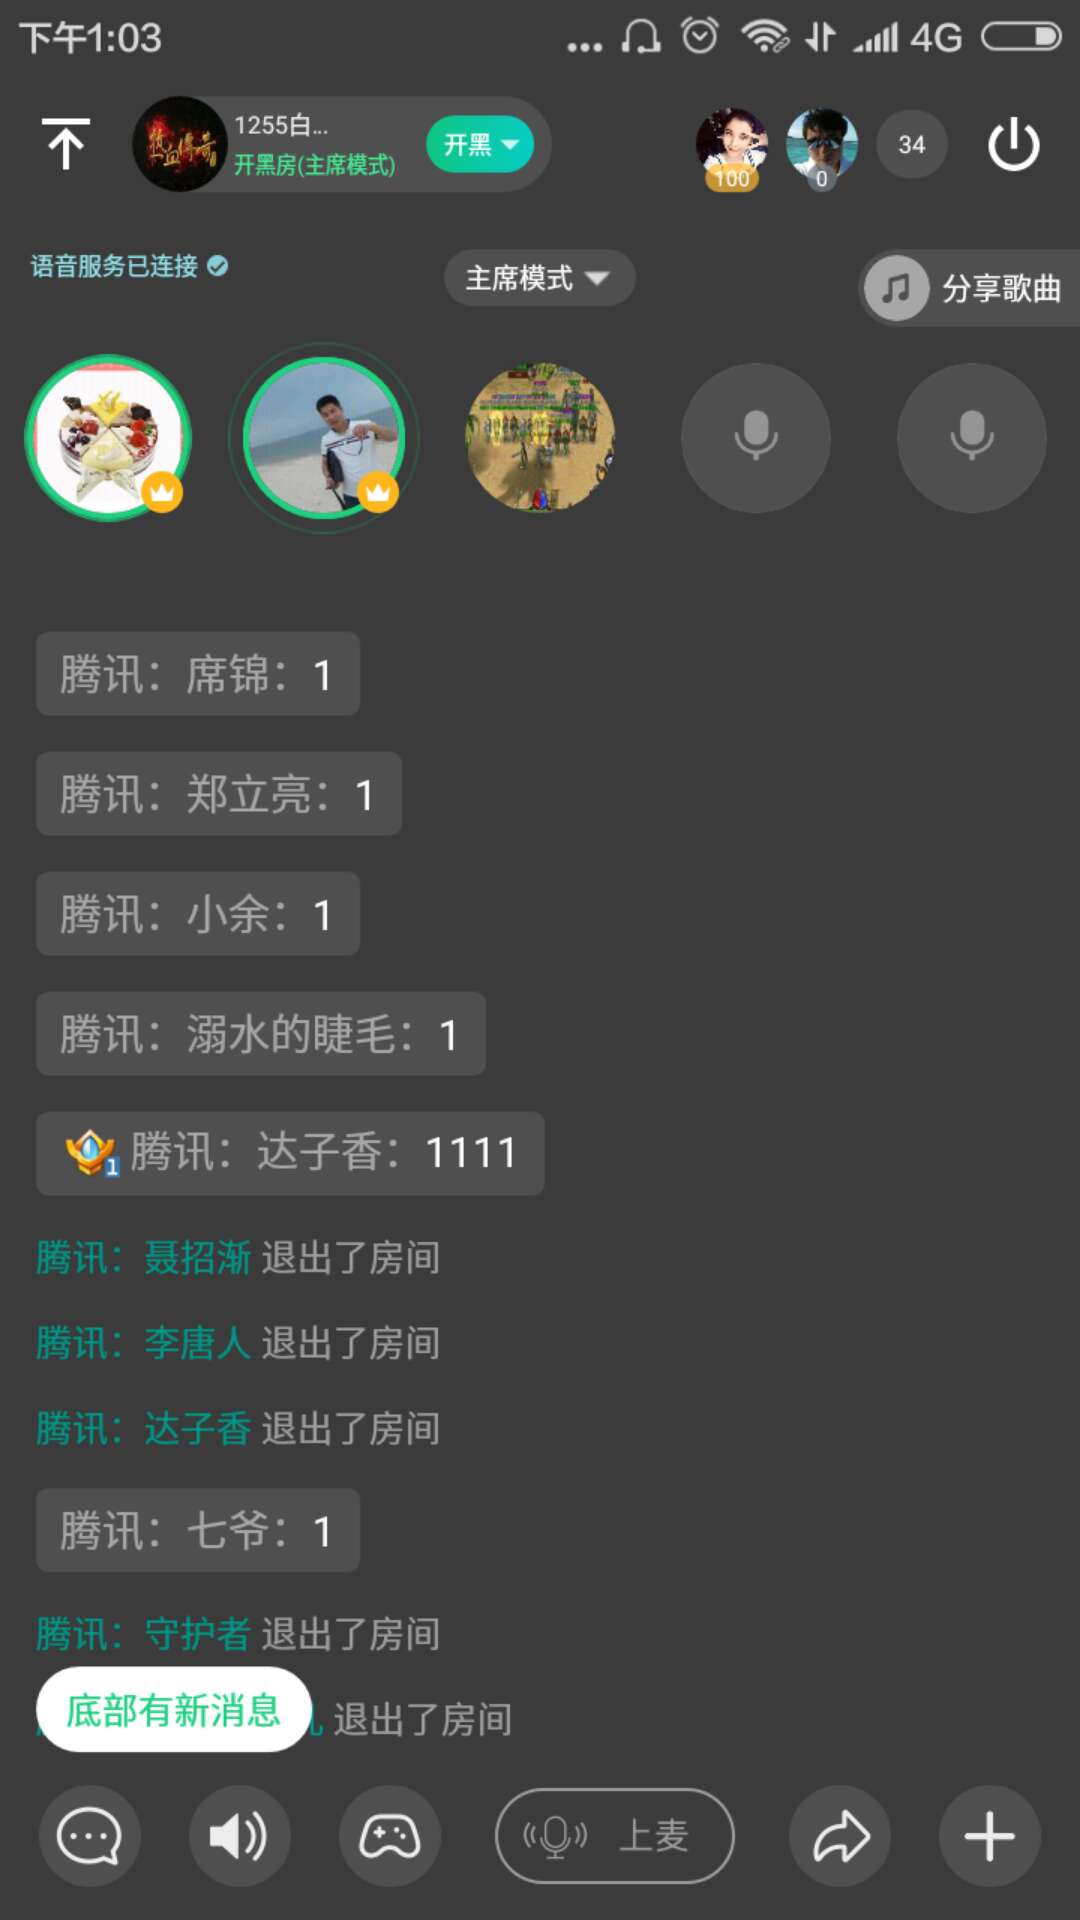 下午1:03
4G
热血传奇
1255白...
开黑房(主席模式)
开黑
100
0
34
语音服务已连接
主席模式
分享歌曲
腾讯：席锦：1
腾讯：郑立亮：1
腾讯：小余：1
腾讯：溺水的睫毛：1
1 腾讯：达子香：1111
腾讯：聂招渐 退出了房间
腾讯：李唐人 退出了房间
腾讯：达子香 退出了房间
腾讯：七爷：1
腾讯：守护者 退出了房间
底部有新消息
退出了房间
上麦